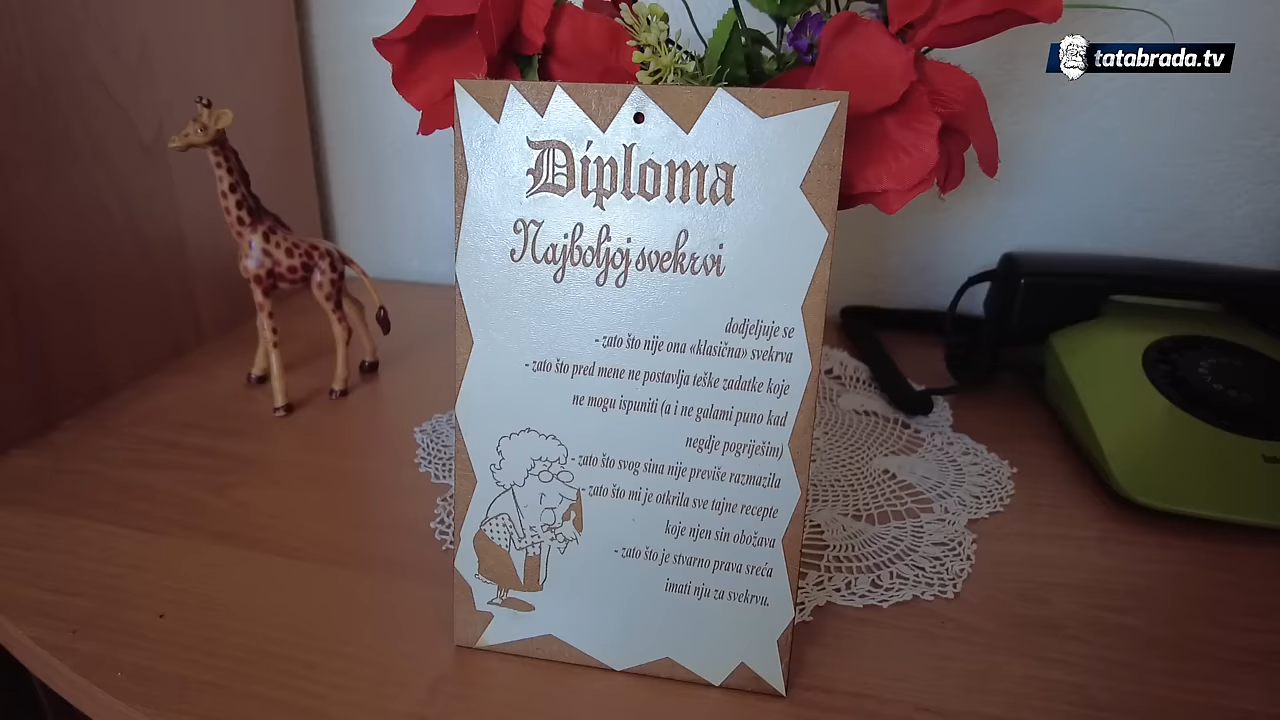 tatabrada.tv
Diploma
Najboljoj svekrvi
dodjeljuje se
- zato što nije ona «klasična» svekrva
- zato što pred mene ne postavlja teške zadatke koje
ne mogu ispuniti (a i ne galami puno kad
negdje pogriješim)
- zato što svog sina nije previše razmazila
- zato što mi je otkrila sve tajne recepte
koje njen sin obožava
- zato što je stvarno prava sreća
imati nju za svekrvu.